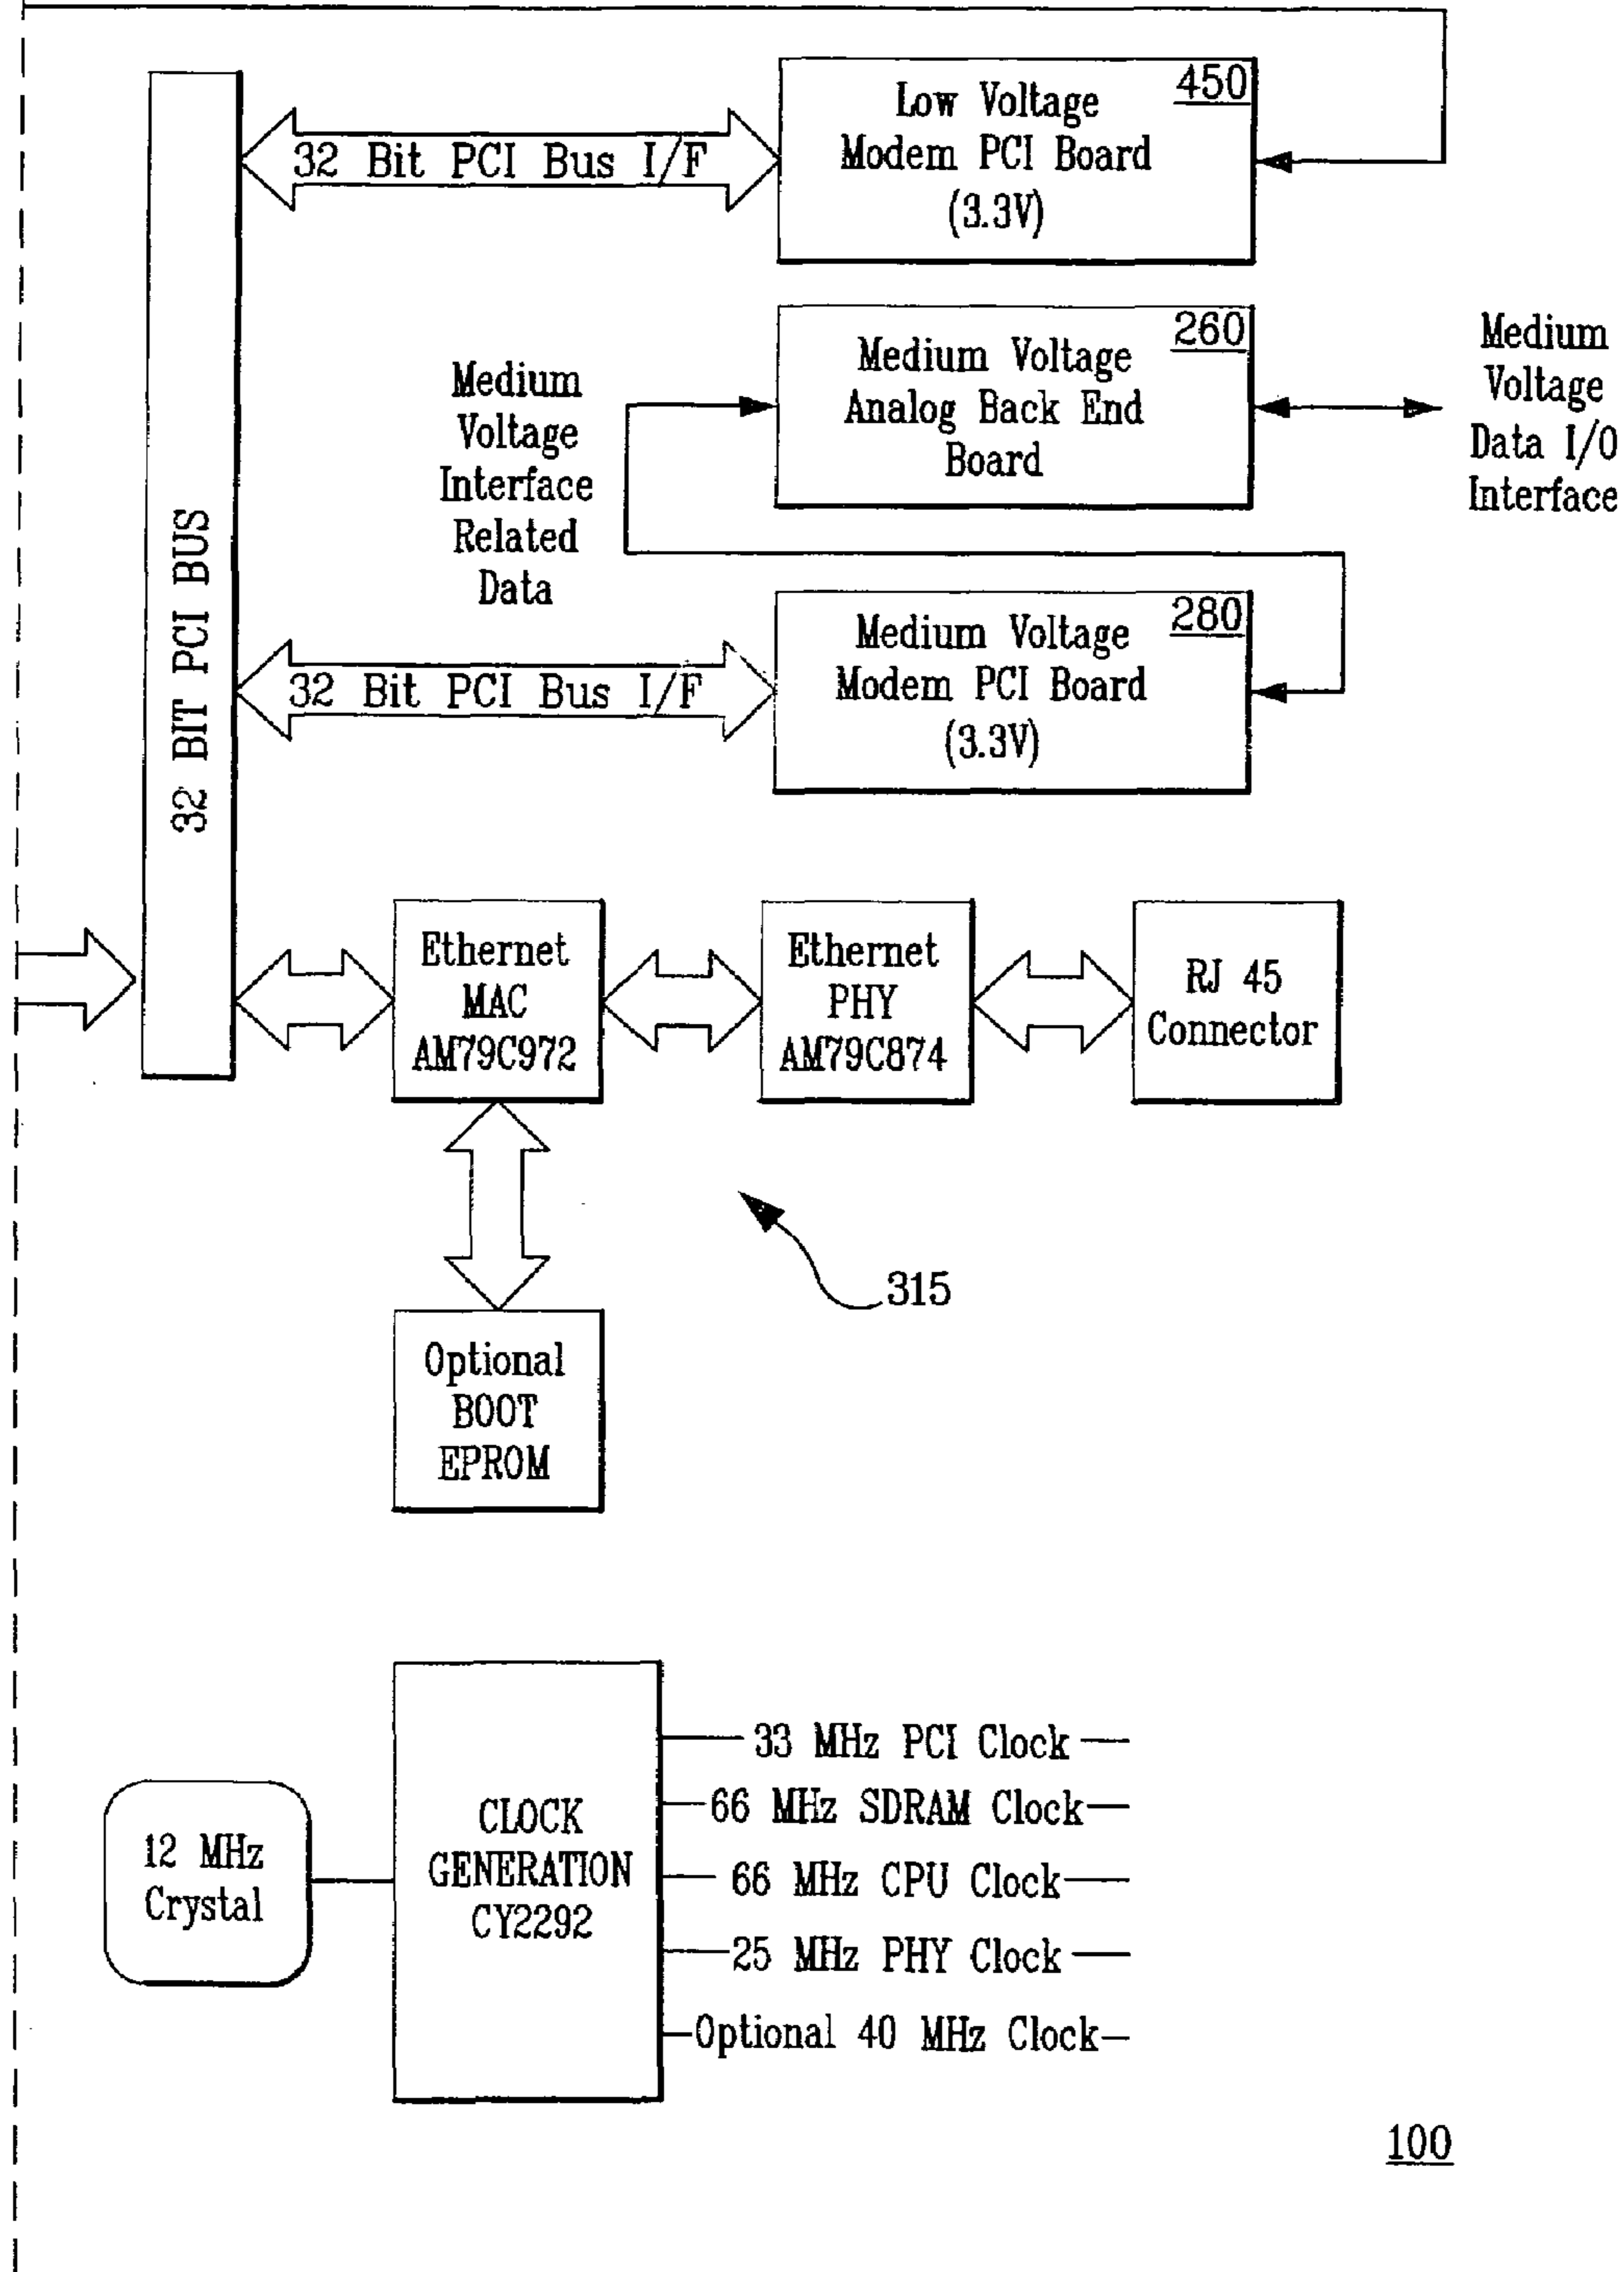 450
Low Voltage
Modem PCI Board
(3.3V)
32 Bit PCI Bus I/F
260
Medium Voltage
Analog Back End
Board
Medium
Voltage
Data I/O
Interface
Medium
Voltage
Interface
Related
Data
32 BIT PCI BUS
280
Medium Voltage
Modem PCI Board
(3.3V)
32 Bit PCI Bus I/F
Ethernet
MAC
AM79C972
Ethernet
PHY
AM79C874
RJ 45
Connector
315
Optional
BOOT
EPROM
12 MHz
Crystal
CLOCK
GENERATION
CY2292
33 MHz PCI Clock
66 MHz SDRAM Clock
66 MHz CPU Clock
25 MHz PHY Clock
Optional 40 MHz Clock
100